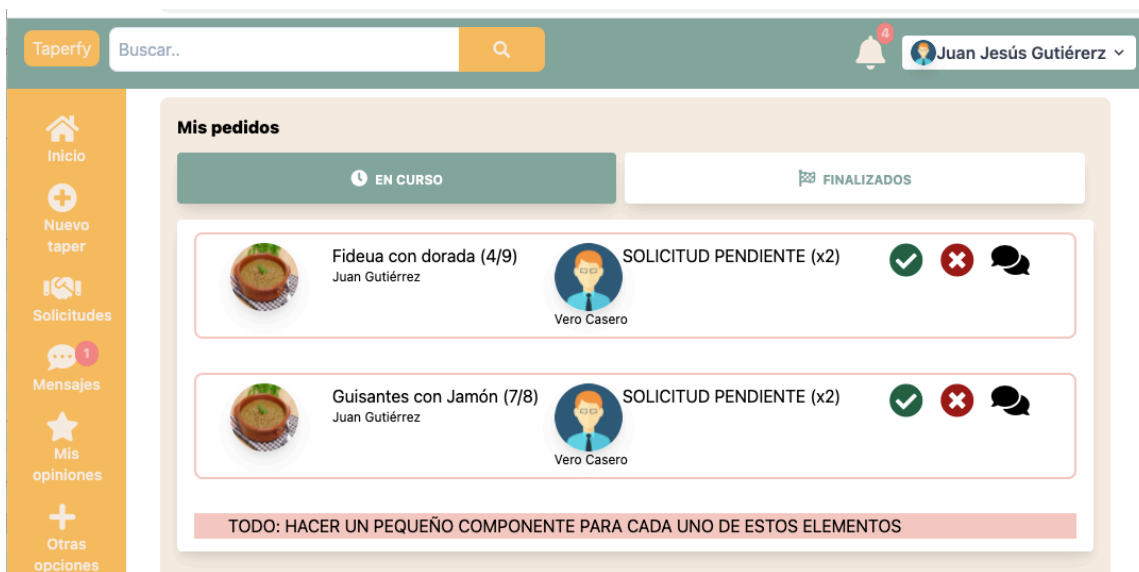 Taperfy
Buscar..
4
Juan Jesús Gutiérerz
Inicio
Nuevo
taper
Solicitudes
1
Mensajes
Mis
opiniones
Otras
opciones
Mis pedidos
EN CURSO
FINALIZADOS
Fideua con dorada (4/9)
Juan Gutiérrez
SOLICITUD PENDIENTE (x2)
Vero Casero
Guisantes con Jamón (7/8)
Juan Gutiérrez
SOLICITUD PENDIENTE (x2)
Vero Casero
TODO: HACER UN PEQUEÑO COMPONENTE PARA CADA UNO DE ESTOS ELEMENTOS